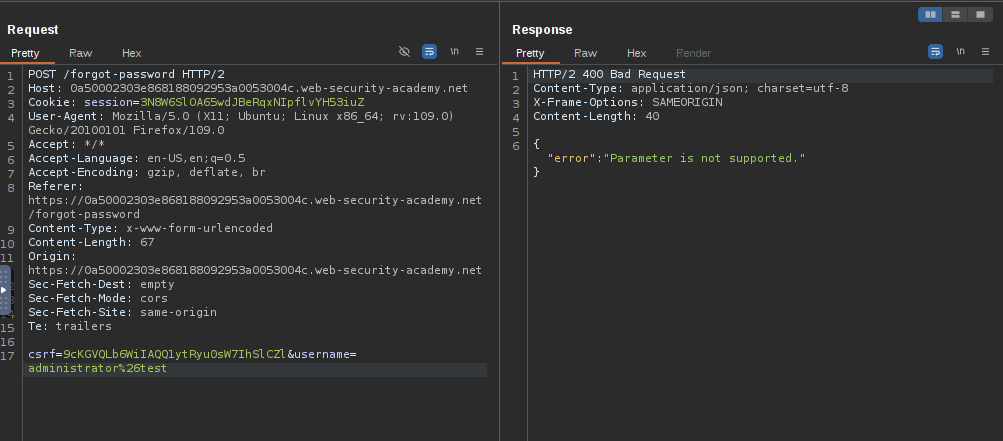 Request
Pretty Raw Hex \n
1 POST /forgot-password HTTP/2
2 Host: 0a50002303e868188092953a0053004c.web-security-academy.net
3 Cookie: session=3N8W6SlOA65wdJBeRqxNIpflvYH53iuZ
4 User-Agent: Mozilla/5.0 (X11; Ubuntu; Linux x86_64; rv:109.0)
Gecko/20100101 Firefox/109.0
5 Accept: */*
6 Accept-Language: en-US,en;q=0.5
7 Accept-Encoding: gzip, deflate, br
8 Referer:
https://0a50002303e868188092953a0053004c.web-security-academy.net
/forgot-password
9 Content-Type: x-www-form-urlencoded
10 Content-Length: 67
11 Origin:
https://0a50002303e868188092953a0053004c.web-security-academy.net
Sec-Fetch-Dest: empty
Sec-Fetch-Mode: cors
14 Sec-Fetch-Site: same-origin
15 Te: trailers
16
17 csrf=9cKGVQLb6WiIAQQlytRyu0sW7IhSlCZl&username=
administrator%26test
Response
Pretty Raw Hex Render \n
1 HTTP/2 400 Bad Request
2 Content-Type: application/json; charset=utf-8
3 X-Frame-Options: SAMEORIGIN
4 Content-Length: 40
5
6 {
"error":"Parameter is not supported."
}